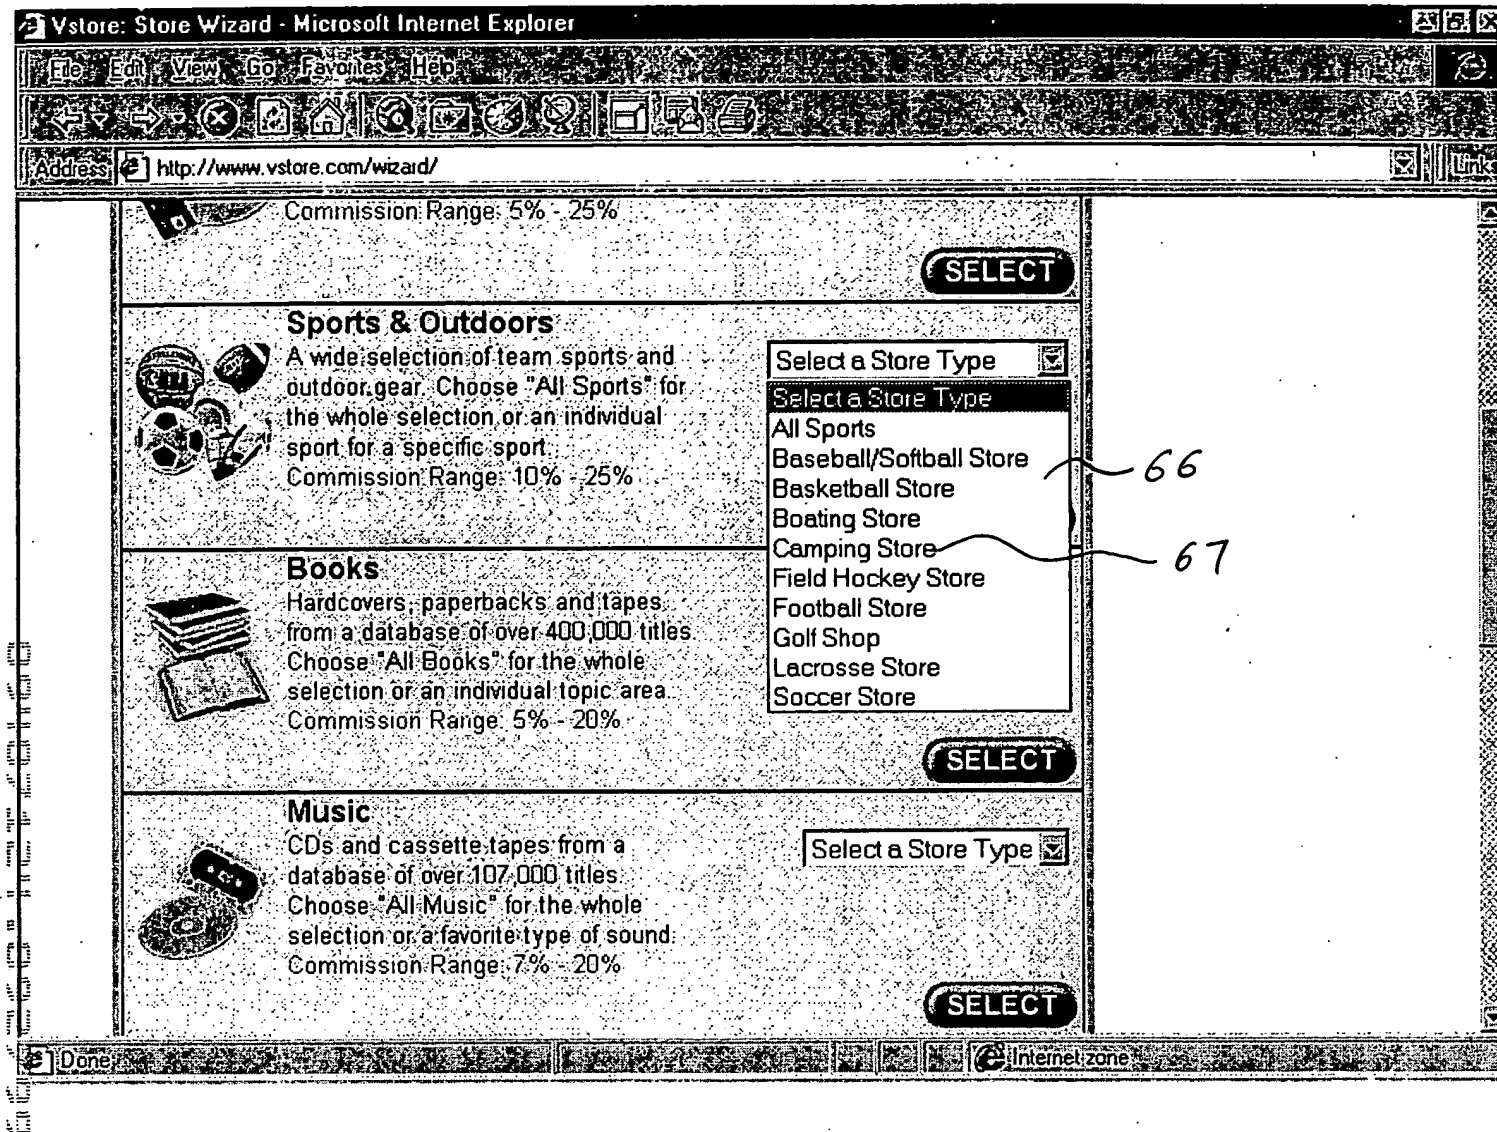 Vstore: Store Wizard - Microsoft Internet Explorer
File Edit View Go Favorites Help
Address http://www.vstore.com/wizard/ Links
Commission Range: 5% - 25%
SELECT
Sports & Outdoors
A wide selection of team sports and
outdoor gear. Choose "All Sports" for
the whole selection or an individual
sport for a specific sport.
Commission Range: 10% - 25%
Select a Store Type
Select a Store Type
All Sports
Baseball/Softball Store
Basketball Store
Boating Store
Camping Store
Field Hockey Store
Football Store
Golf Shop
Lacrosse Store
Soccer Store
66
67
Books
Hardcovers, paperbacks and tapes
from a database of over 400,000 titles.
Choose "All Books" for the whole
selection or an individual topic area.
Commission Range: 5% - 20%
SELECT
Music
CDs and cassette tapes from a
database of over 107,000 titles.
Choose "All Music" for the whole
selection or a favorite type of sound.
Commission Range: 7% - 20%
Select a Store Type
SELECT
Done Internet zone